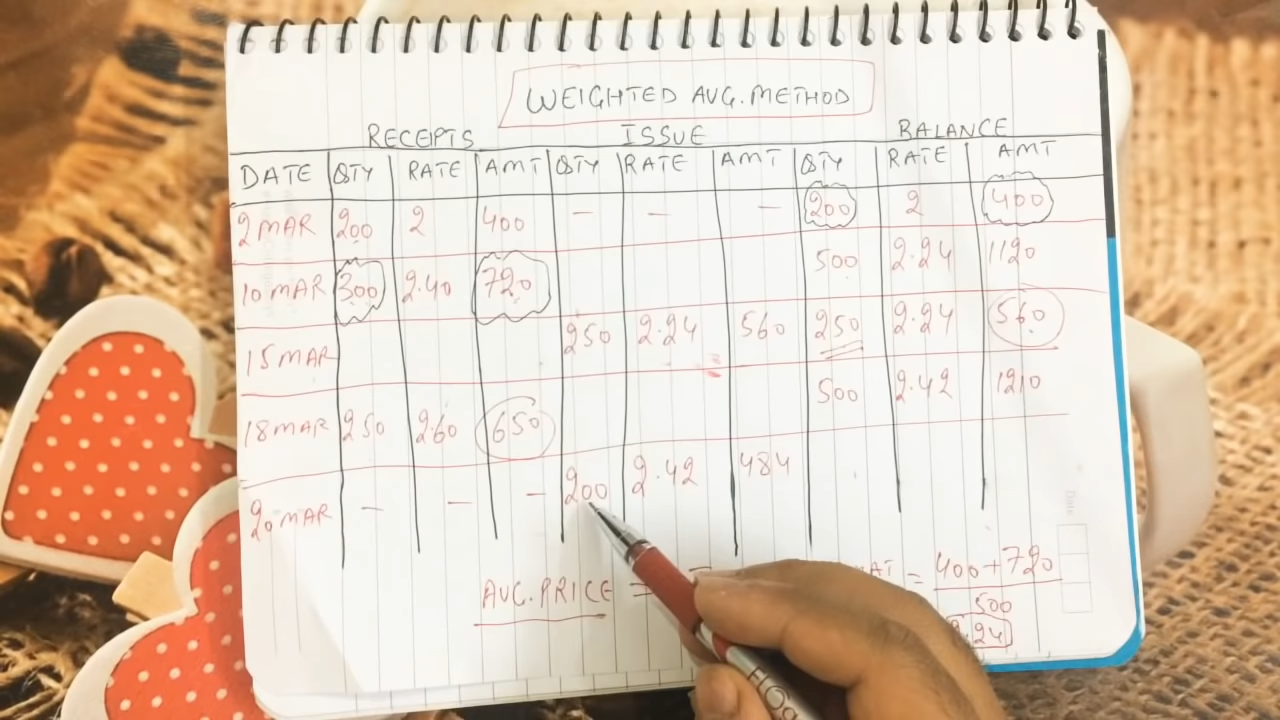 WEIGHTED AVG. METHOD
RECEIPTS ISSUE BALANCE
DATE QTY RATE AMT QTY RATE AMT QTY RATE AMT
2 MAR 200 2 400 — — — 200 2 400
10 MAR 300 2.40 720 500 2.24 1120
15 MAR 250 2.24 560 250 2.24 560
18 MAR 250 2.60 650 500 2.42 1210
20 MAR — — — 200 2.42 484
AVG. PRICE = = 400+720
500
2.24